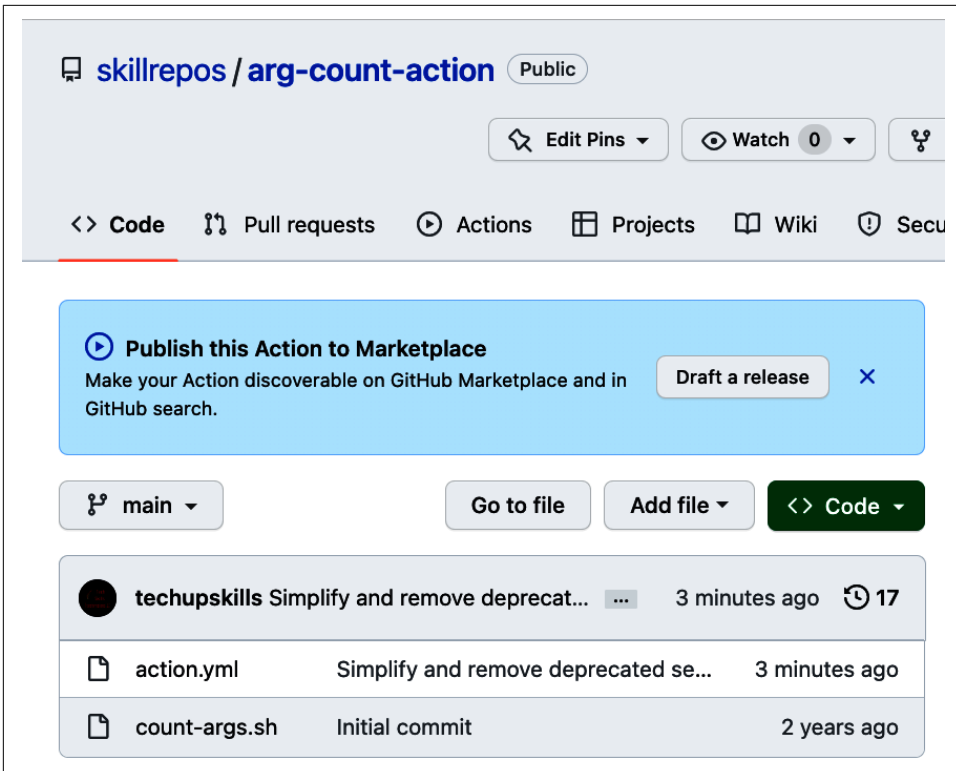 skillrepos / arg-count-action Public
Edit Pins Watch 0
Code Pull requests Actions Projects Wiki Secu
Publish this Action to Marketplace
Make your Action discoverable on GitHub Marketplace and in
GitHub search.
Draft a release
main Go to file Add file Code
techupskills Simplify and remove deprecat... ... 3 minutes ago 17
action.yml Simplify and remove deprecated se... 3 minutes ago
count-args.sh Initial commit 2 years ago